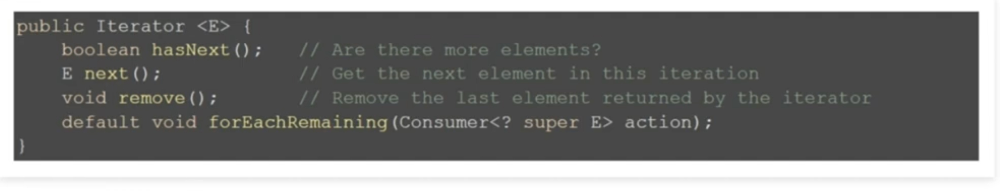 public Iterator <E> {
    boolean hasNext();   // Are there more elements?
    E next();            // Get the next element in this iteration
    void remove();       // Remove the last element returned by the iterator
    default void forEachRemaining(Consumer<? super E> action);
}